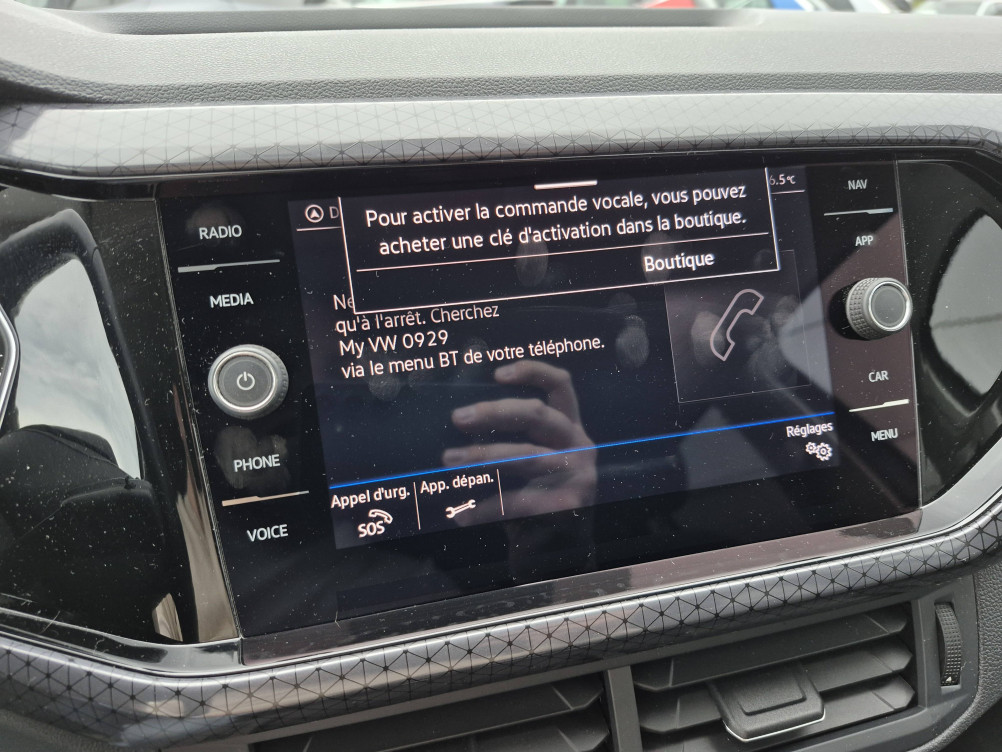 RADIO
MEDIA
PHONE
VOICE
D
6.5°C
Pour activer la commande vocale, vous pouvez
acheter une clé d'activation dans la boutique.
Boutique
qu'à l'arrêt. Cherchez
My VW 0929
via le menu BT de votre téléphone.
Réglages
Appel d'urg.
SOS
App. dépan.
NAV
APP
CAR
MENU